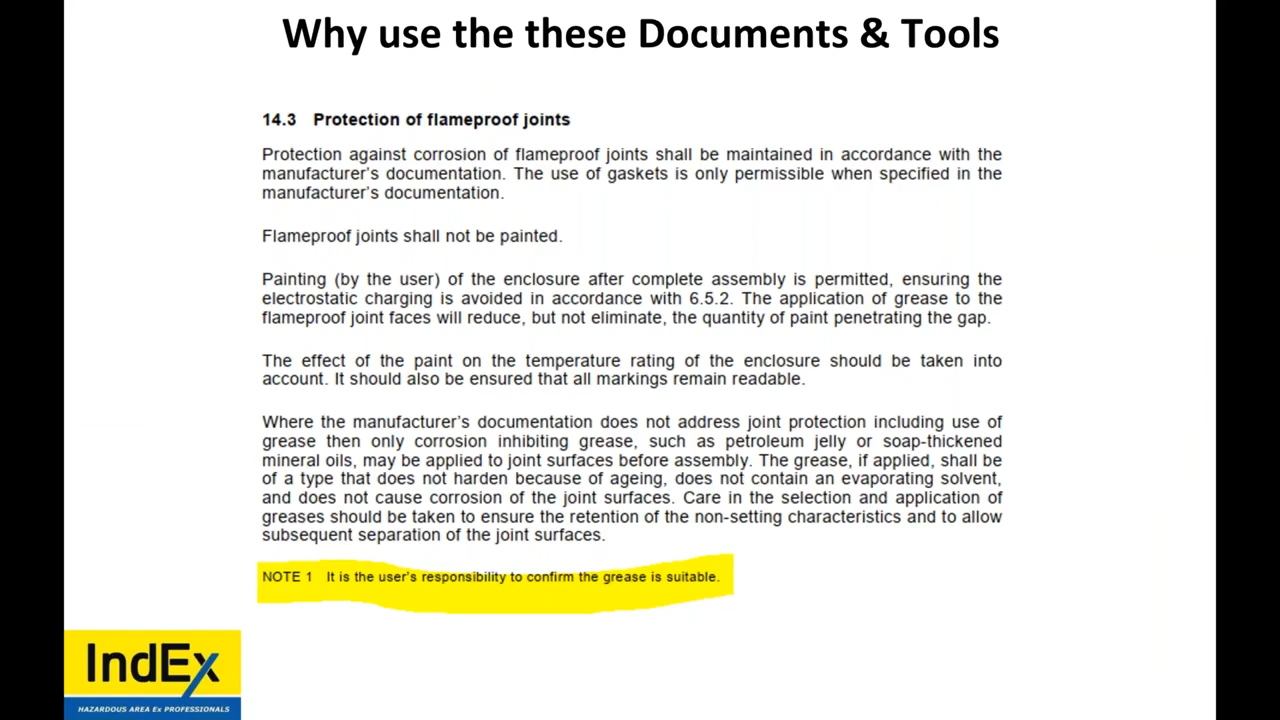 Why use the these Documents & Tools
14.3 Protection of flameproof joints
Protection against corrosion of flameproof joints shall be maintained in accordance with the
manufacturer's documentation. The use of gaskets is only permissible when specified in the
manufacturer's documentation.
Flameproof joints shall not be painted.
Painting (by the user) of the enclosure after complete assembly is permitted, ensuring the
electrostatic charging is avoided in accordance with 6.5.2. The application of grease to the
flameproof joint faces will reduce, but not eliminate, the quantity of paint penetrating the gap.
The effect of the paint on the temperature rating of the enclosure should be taken into
account. It should also be ensured that all markings remain readable.
Where the manufacturer's documentation does not address joint protection including use of
grease then only corrosion inhibiting grease, such as petroleum jelly or soap-thickened
mineral oils, may be applied to joint surfaces before assembly. The grease, if applied, shall be
of a type that does not harden because of ageing, does not contain an evaporating solvent,
and does not cause corrosion of the joint surfaces. Care in the selection and application of
greases should be taken to ensure the retention of the non-setting characteristics and to allow
subsequent separation of the joint surfaces.
NOTE 1 It is the user's responsibility to confirm the grease is suitable.
IndEx
HAZARDOUS AREA Ex PROFESSIONALS